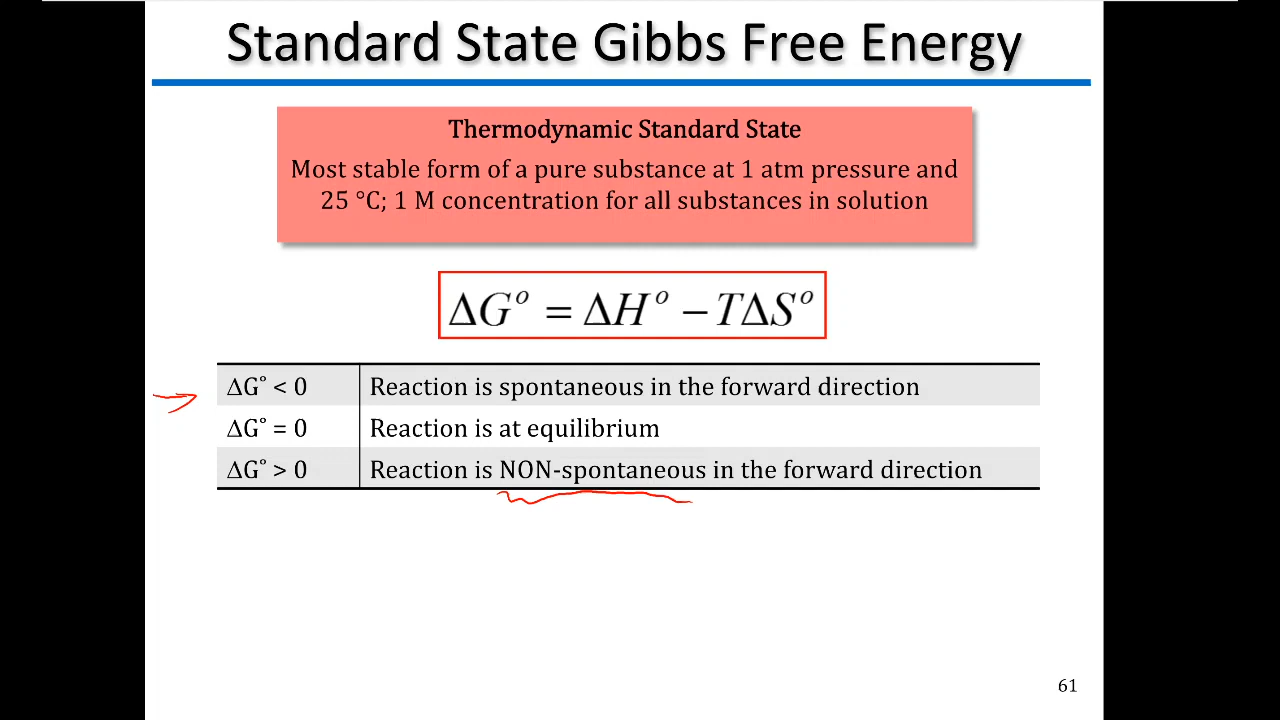 Standard State Gibbs Free Energy
Thermodynamic Standard State
Most stable form of a pure substance at 1 atm pressure and
25 °C; 1 M concentration for all substances in solution
ΔG° = ΔH° − TΔS°
ΔG° < 0 Reaction is spontaneous in the forward direction
ΔG° = 0 Reaction is at equilibrium
ΔG° > 0 Reaction is NON-spontaneous in the forward direction
61